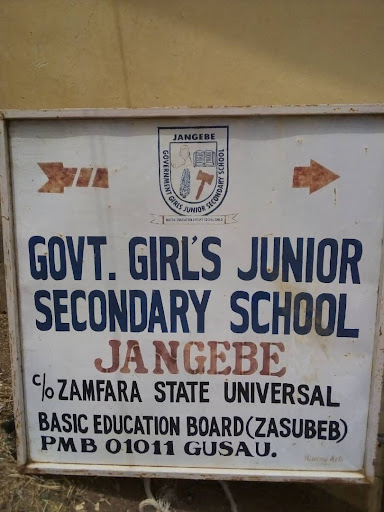 JANGEBE
GOVERNMENT GIRLS JUNIOR SECONDARY SCHOOL
GOVT. GIRL'S JUNIOR
SECONDARY SCHOOL
JANGEBE
C/O ZAMFARA STATE UNIVERSAL
BASIC EDUCATION BOARD (ZASUBEB)
PMB 01011 GUSAU.